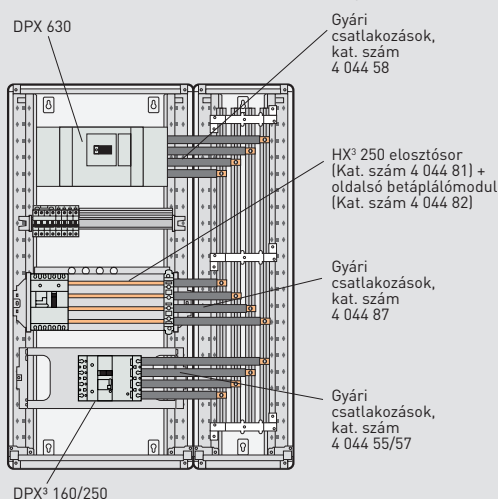 DPX 630
Gyári
csatlakozások,
kat. szám
4 044 58
HX³ 250 elosztósor
(Kat. szám 4 044 81) +
oldalsó betáplálómodul
(Kat. szám 4 044 82)
Gyári
csatlakozások,
kat. szám
4 044 87
Gyári
csatlakozások,
kat. szám
4 044 55/57
DPX³ 160/250